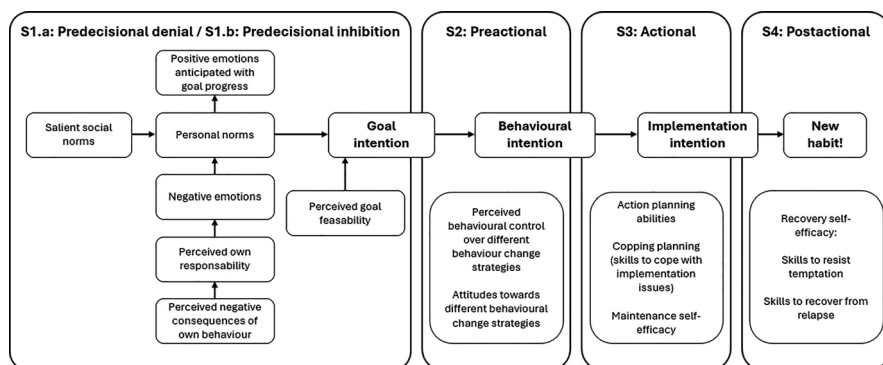 S1.a: Predecisional denial / S1.b: Predecisional inhibition
Positive emotions
anticipated with
goal progress
Salient social
norms
Personal norms
Goal
intention
Negative emotions
Perceived goal
feasability
Perceived own
responsability
Perceived negative
consequences of
own behaviour
S2: Preactional
Behavioural
intention
Perceived
behavioural control
over different
behaviour change
strategies
Attitudes towards
different behavioural
change strategies
S3: Actional
Implementation
intention
Action planning
abilities
Copping planning
(skills to cope with
implementation
issues)
Maintenance self-
efficacy
S4: Postactional
New
habit!
Recovery self-
efficacy:
Skills to resist
temptation
Skills to recover from
relapse